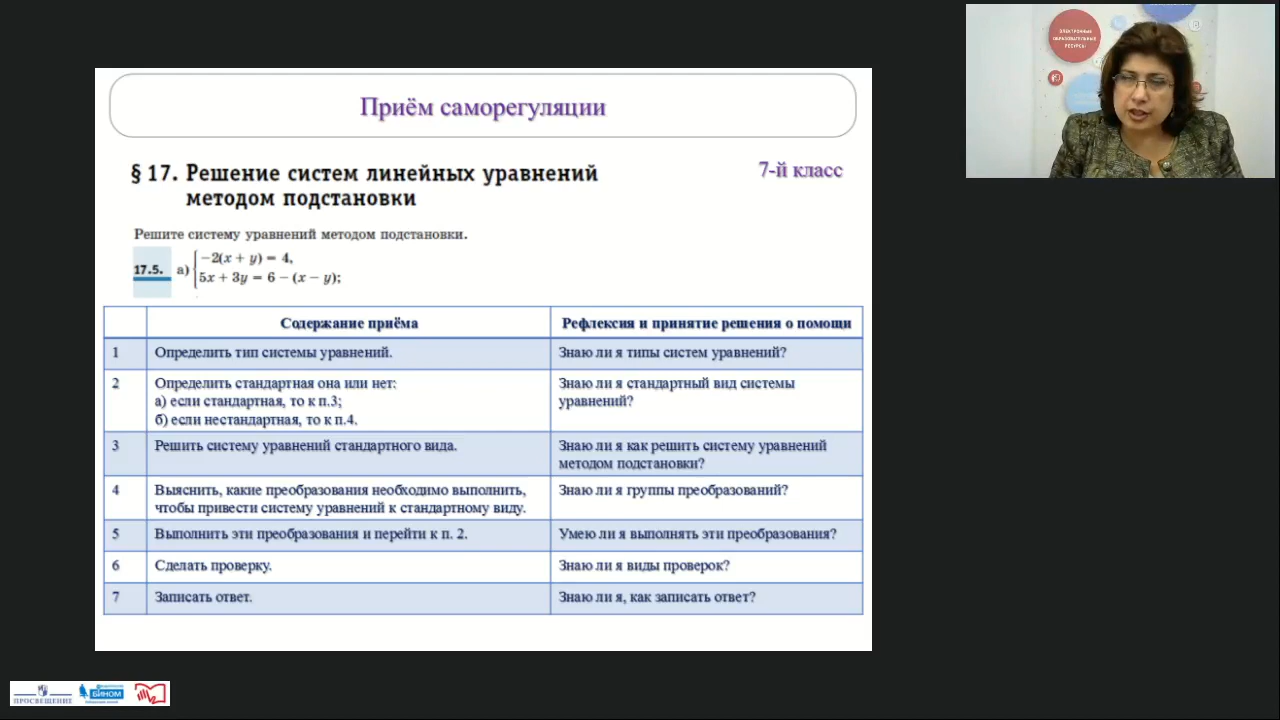 Приём саморегуляции
§ 17. Решение систем линейных уравнений
методом подстановки
7-й класс
Решите систему уравнений методом подстановки.
17.5. а) −2(x + y) = 4,
5x + 3y = 6 − (x − y);
Содержание приёма
Рефлексия и принятие решения о помощи
1
Определить тип системы уравнений.
Знаю ли я типы систем уравнений?
2
Определить стандартная она или нет:
а) если стандартная, то к п.3;
б) если нестандартная, то к п.4.
Знаю ли я стандартный вид системы
уравнений?
3
Решить систему уравнений стандартного вида.
Знаю ли я как решить систему уравнений
методом подстановки?
4
Выяснить, какие преобразования необходимо выполнить,
чтобы привести систему уравнений к стандартному виду.
Знаю ли я группы преобразований?
5
Выполнить эти преобразования и перейти к п. 2.
Умею ли я выполнять эти преобразования?
6
Сделать проверку.
Знаю ли я виды проверок?
7
Записать ответ.
Знаю ли я, как записать ответ?
ЭЛЕКТРОННЫЕ
ОБРАЗОВАТЕЛЬНЫЕ
РЕСУРСЫ
ПРОСВЕЩЕНИЕ
БИНОМ